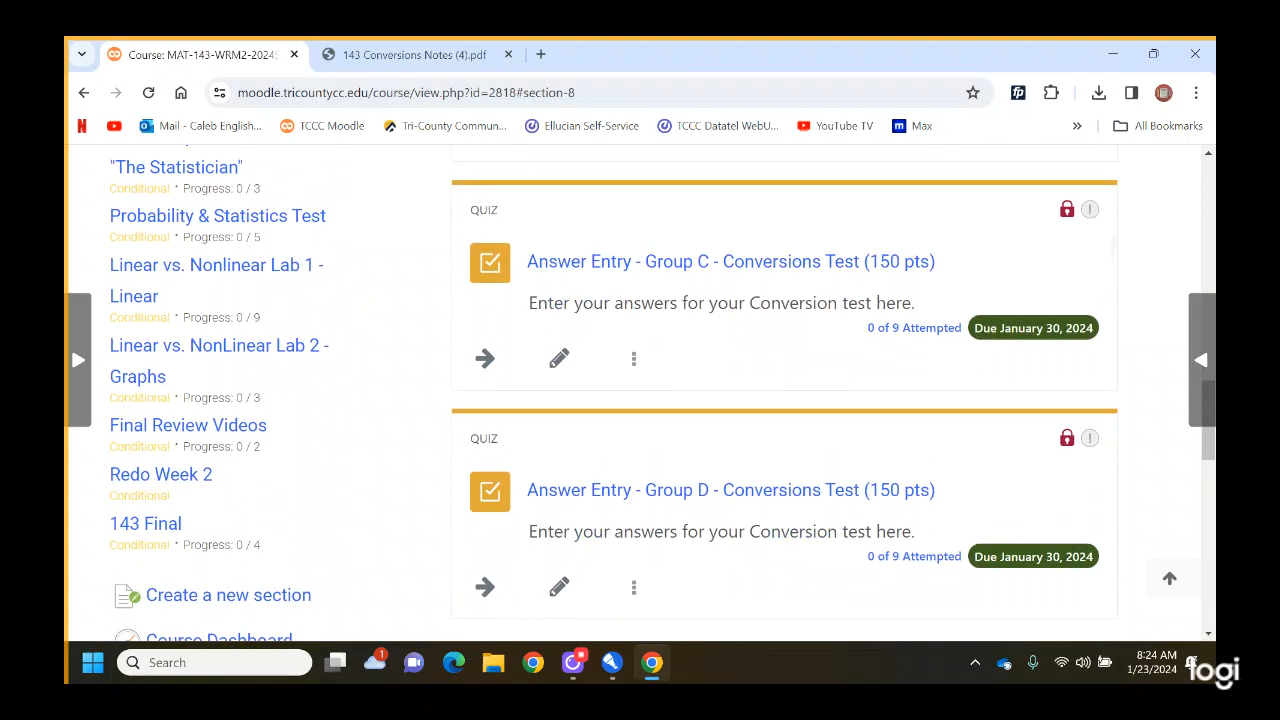 Course: MAT-143-WRM2-2024S
143 Conversions Notes (4).pdf
moodle.tricountycc.edu/course/view.php?id=2818#section-8
Mail - Caleb English...
TCCC Moodle
Tri-County Commun...
Ellucian Self-Service
TCCC Datatel WebU...
YouTube TV
Max
»
All Bookmarks
"The Statistician"
Conditional • Progress: 0 / 3
Probability & Statistics Test
Conditional • Progress: 0 / 5
Linear vs. Nonlinear Lab 1 -
Linear
Conditional • Progress: 0 / 9
Linear vs. NonLinear Lab 2 -
Graphs
Conditional • Progress: 0 / 3
Final Review Videos
Conditional • Progress: 0 / 2
Redo Week 2
Conditional
143 Final
Conditional • Progress: 0 / 4
Create a new section
Course Dashboard
QUIZ
Answer Entry - Group C - Conversions Test (150 pts)
Enter your answers for your Conversion test here.
0 of 9 Attempted
Due January 30, 2024
QUIZ
Answer Entry - Group D - Conversions Test (150 pts)
Enter your answers for your Conversion test here.
0 of 9 Attempted
Due January 30, 2024
Search
1
8:24 AM
1/23/2024
logi